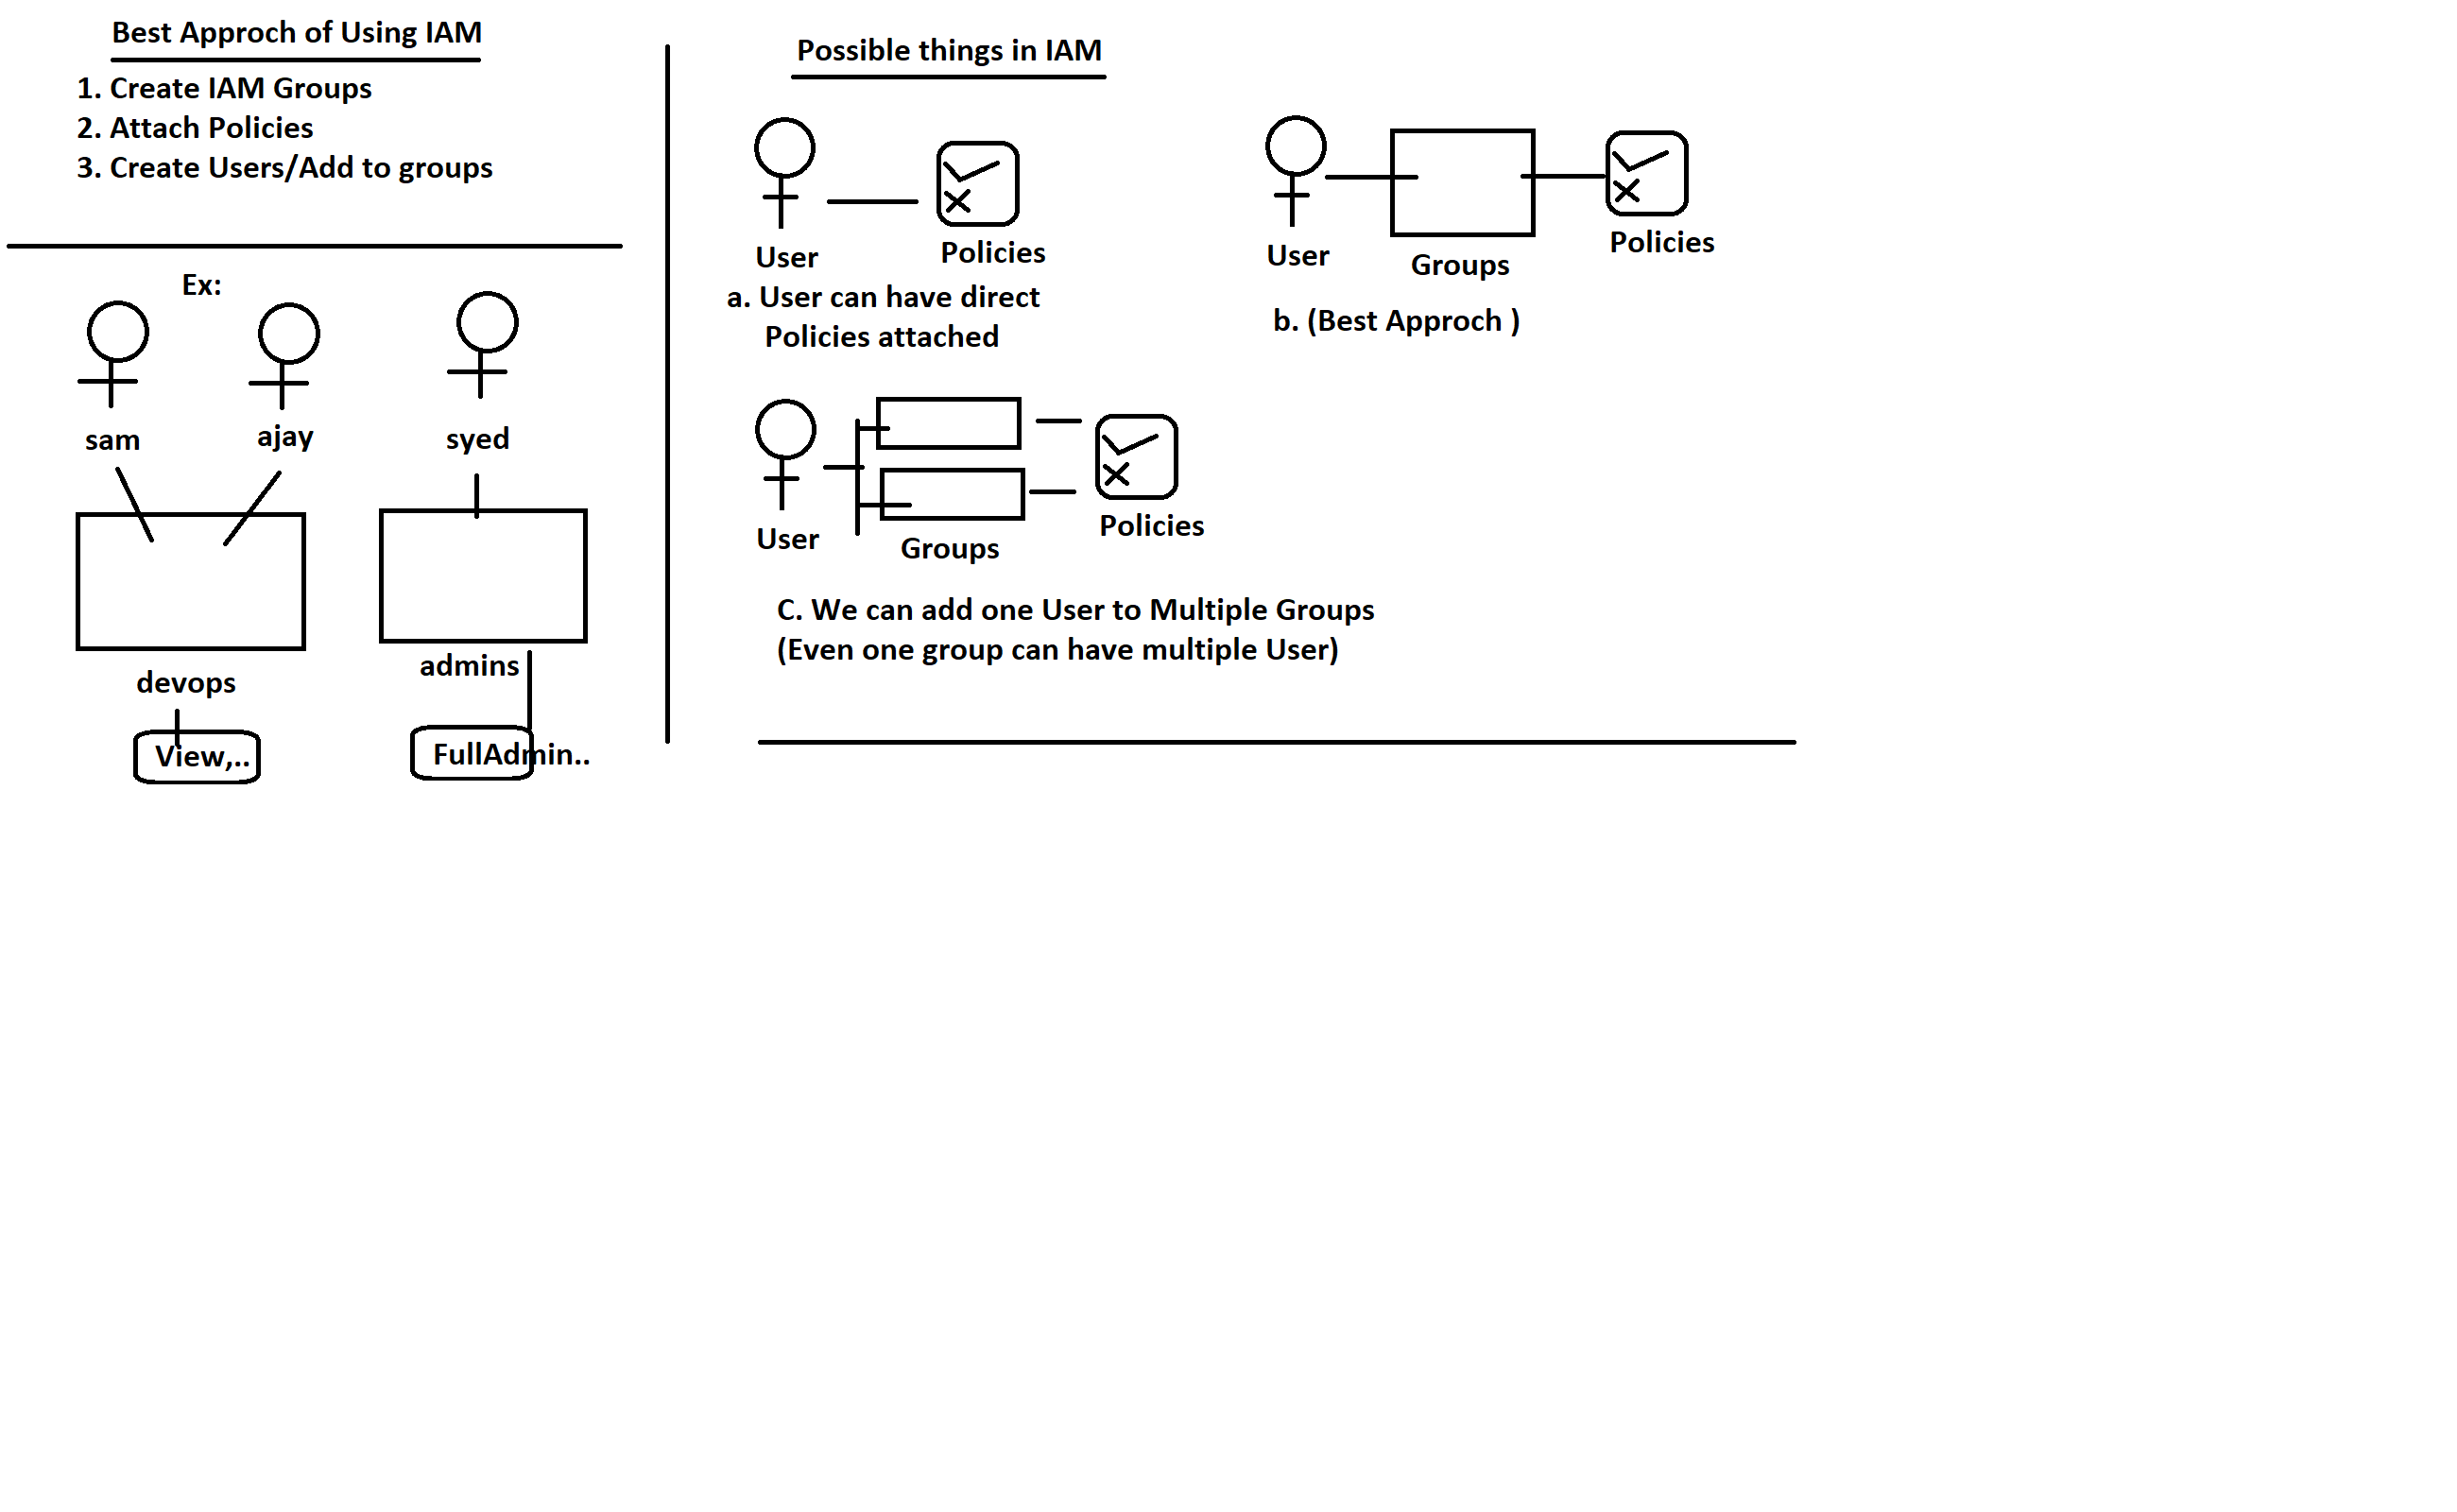 Best Approch of Using IAM
1. Create IAM Groups
2. Attach Policies
3. Create Users/Add to groups
Ex:
sam
ajay
syed
devops
admins
View,..
FullAdmin..
Possible things in IAM
User
Policies
a. User can have direct
Policies attached
User
Groups
Policies
b. (Best Approch )
User
Groups
Policies
C. We can add one User to Multiple Groups
(Even one group can have multiple User)